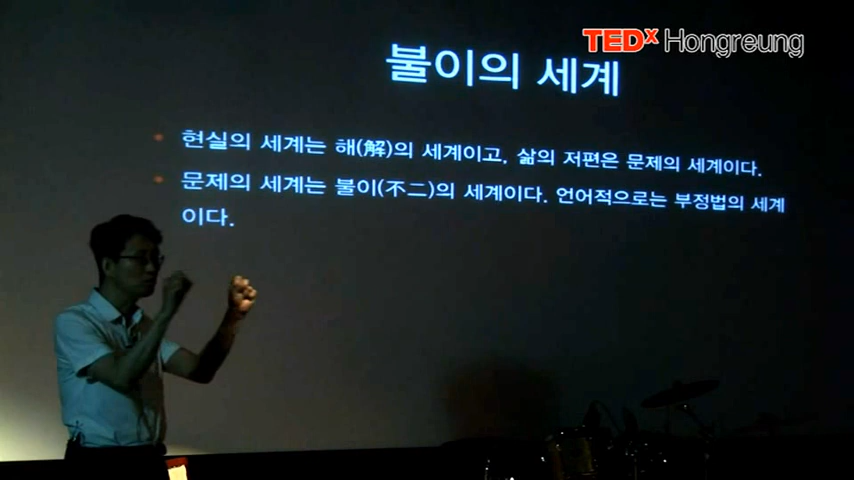 TEDx Hongreung
불이의 세계
현실의 세계는 해(解)의 세계이고, 삶의 저편은 문제의 세계이다.
문제의 세계는 불이(不二)의 세계이다. 언어적으로는 부정법의 세계
이다.